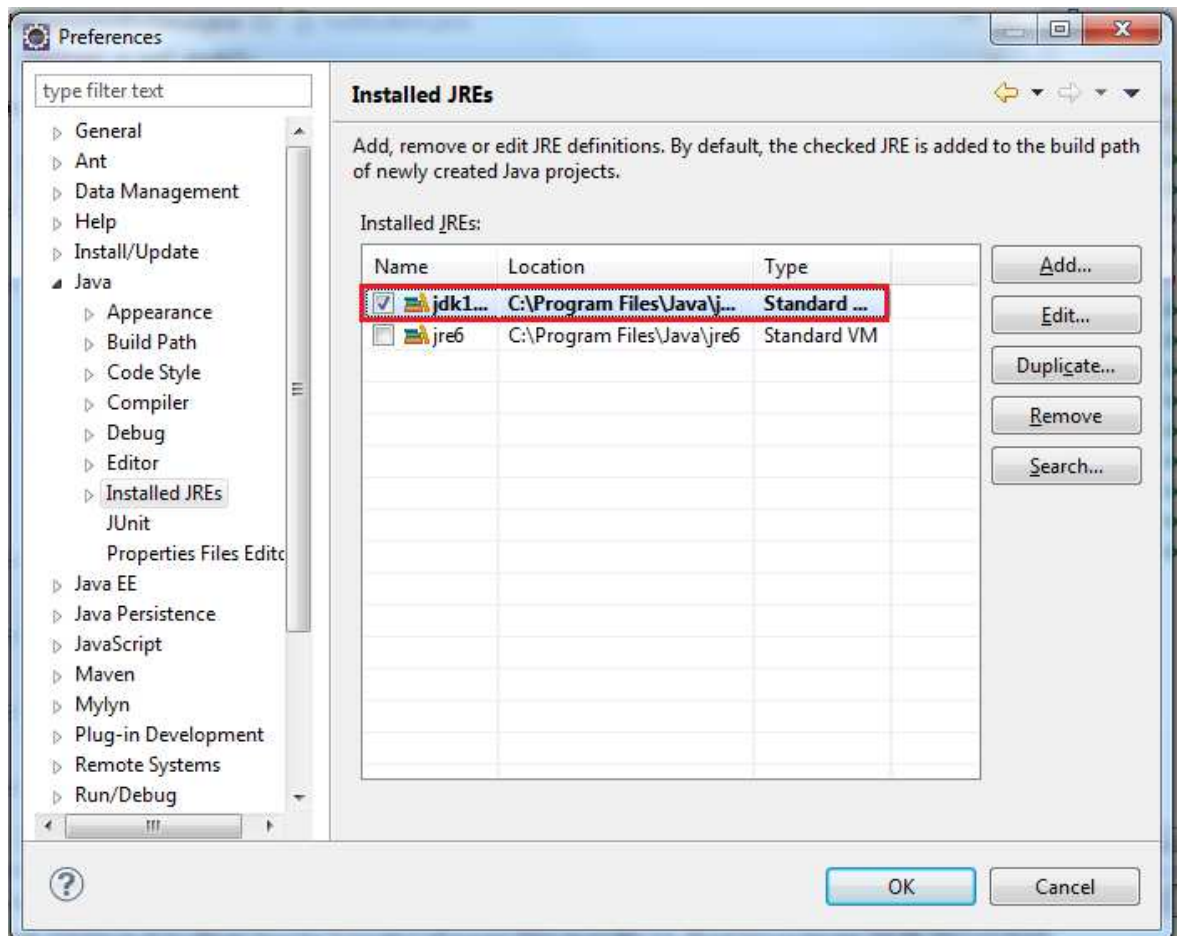 Preferences
type filter text
General
Ant
Data Management
Help
Install/Update
Java
Appearance
Build Path
Code Style
Compiler
Debug
Editor
Installed JREs
JUnit
Properties Files Edito
Java EE
Java Persistence
JavaScript
Maven
Mylyn
Plug-in Development
Remote Systems
Run/Debug
Installed JREs
Add, remove or edit JRE definitions. By default, the checked JRE is added to the build path
of newly created Java projects.
Installed JREs:
Name Location Type
jdk1... C:\Program Files\Java\j... Standard ...
jre6 C:\Program Files\Java\jre6 Standard VM
Add...
Edit...
Duplicate...
Remove
Search...
OK
Cancel